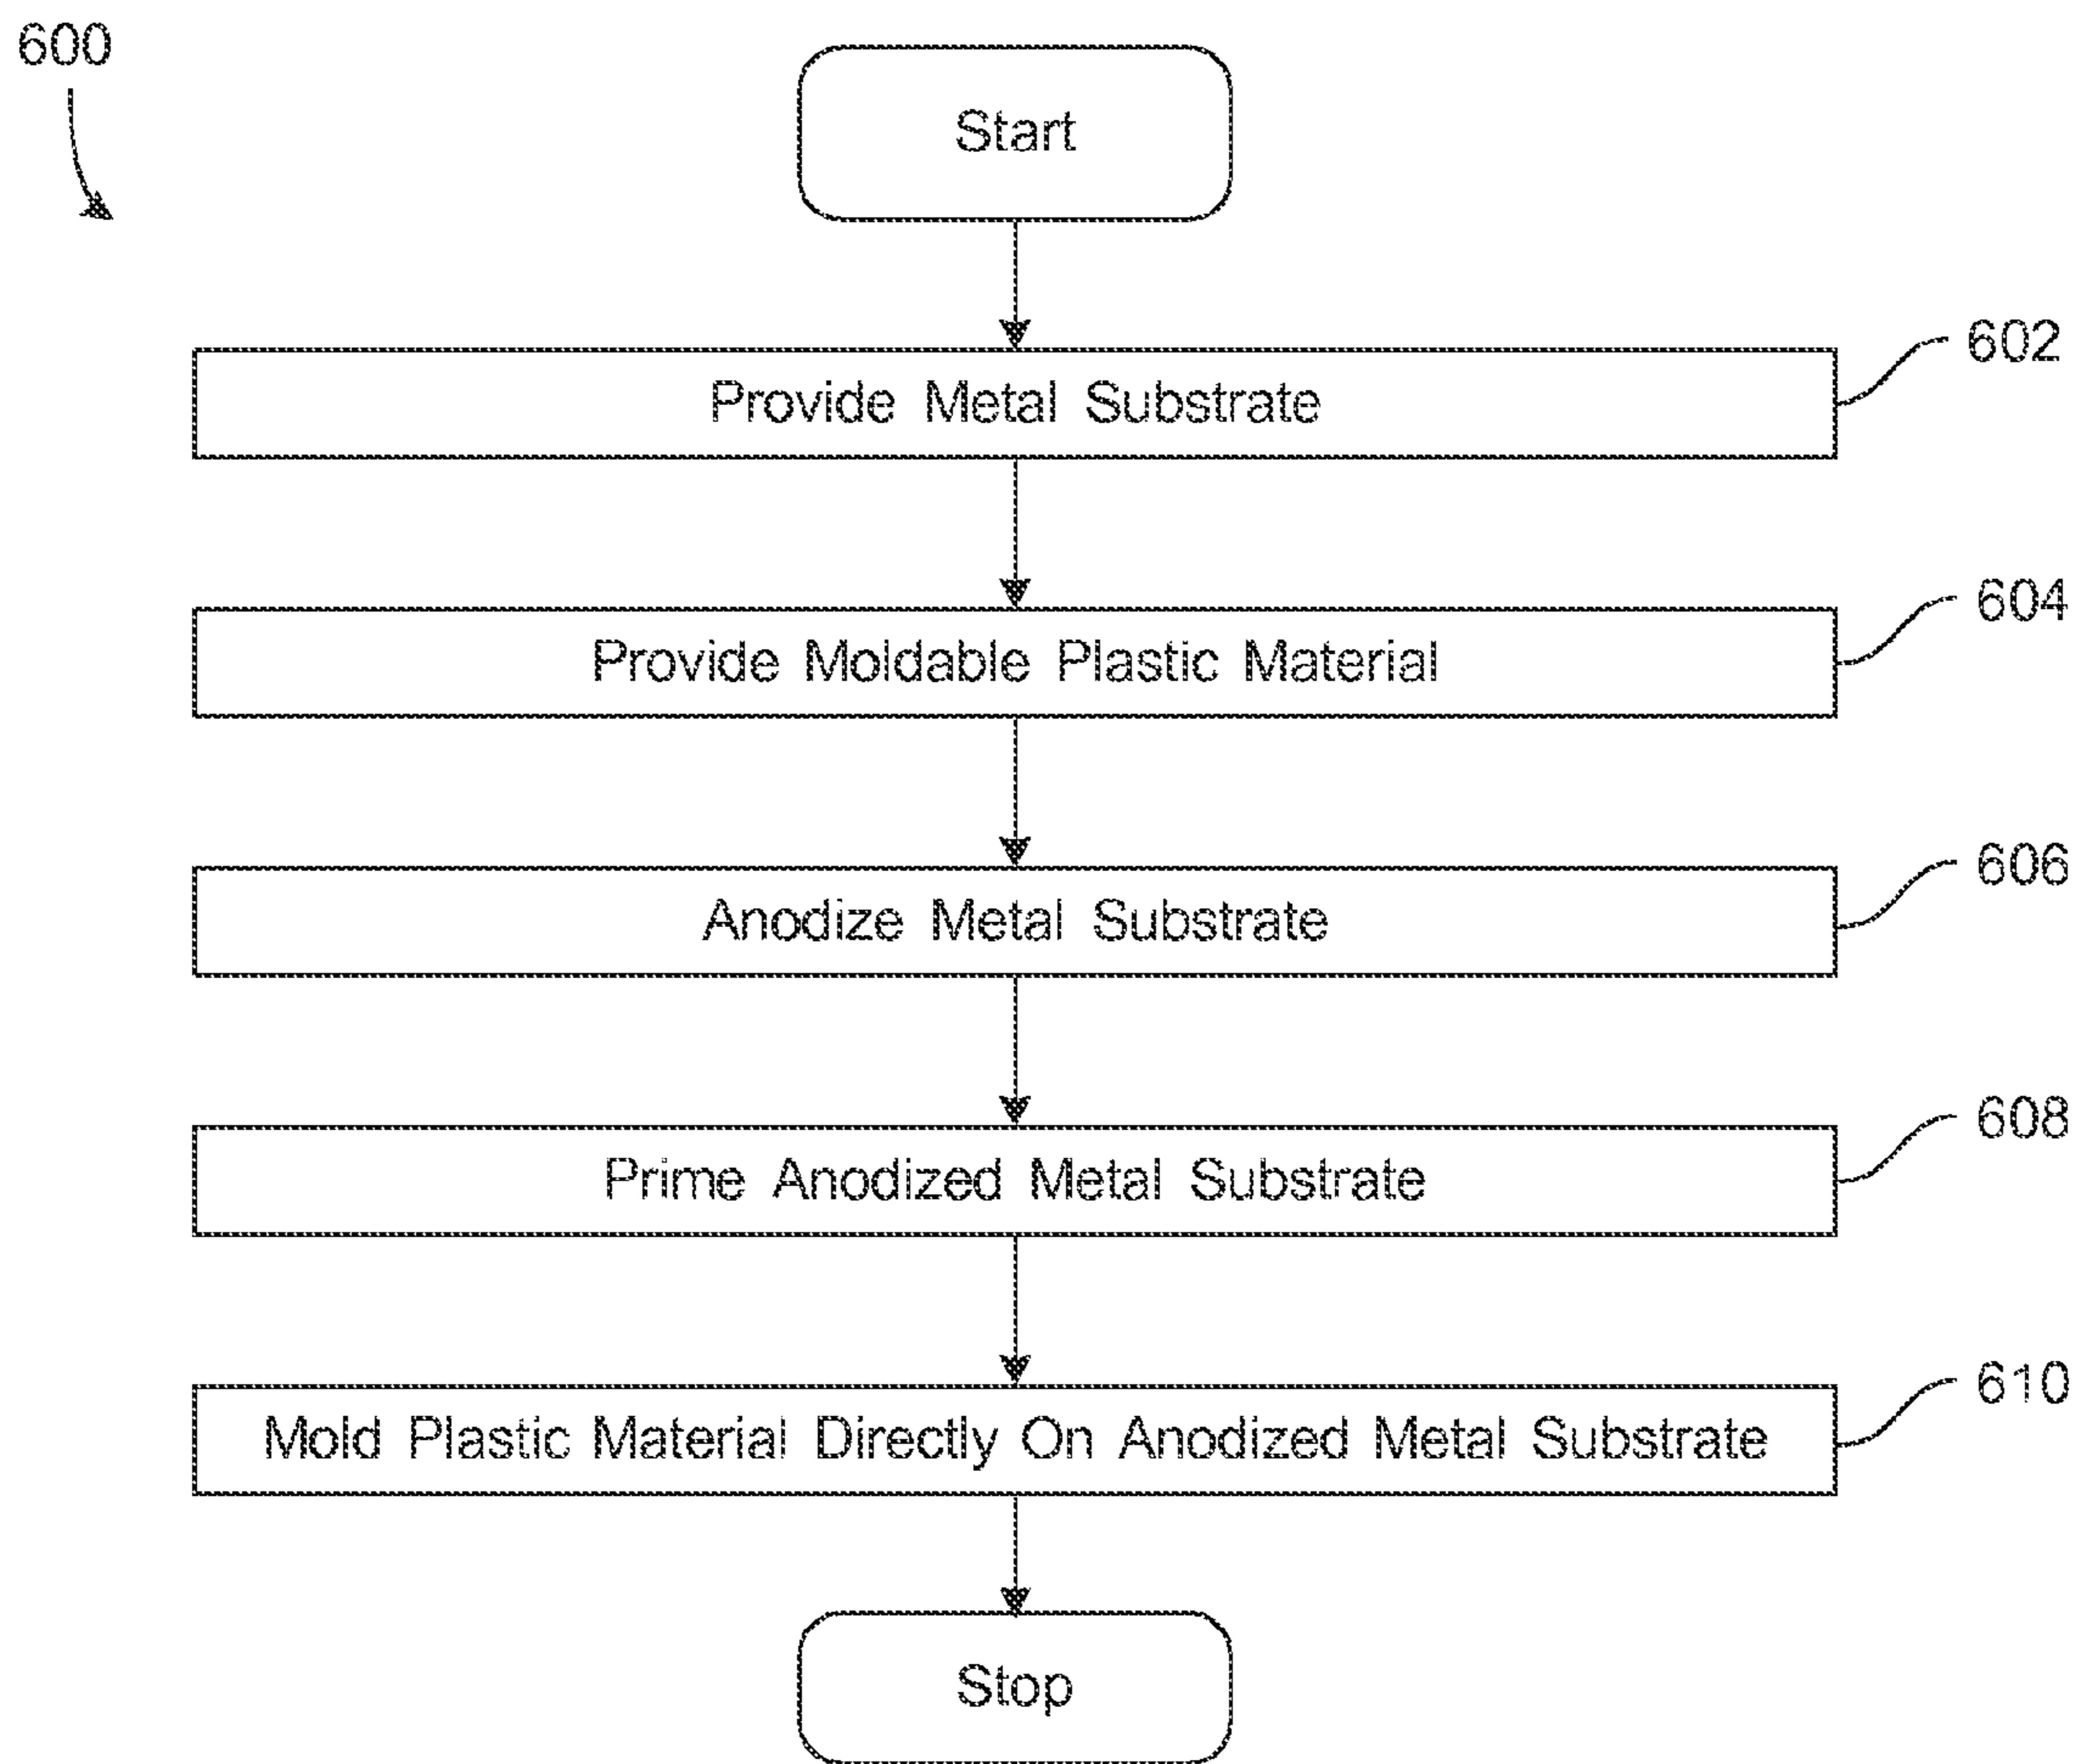 600
Start
602
Provide Metal Substrate
604
Provide Moldable Plastic Material
606
Anodize Metal Substrate
608
Prime Anodized Metal Substrate
610
Mold Plastic Material Directly On Anodized Metal Substrate
Stop